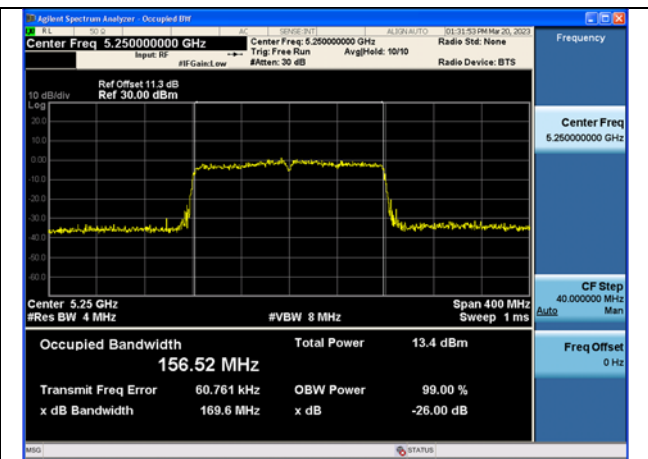 Agilent Spectrum Analyzer - Occupied BW
RL 50 Ω AC SENSE:INT ALIGN AUTO 01:31:53 PM Mar 20, 2023
Center Freq 5.250000000 GHz Center Freq: 5.250000000 GHz Radio Std: None Frequency
Input: RF Trig: Free Run Avg|Hold: 10/10
#IFGain:Low #Atten: 30 dB Radio Device: BTS
Ref Offset 11.3 dB
10 dB/div Ref 30.00 dBm
Log
20.0
10.0
0.00
-10.0
-20.0
-30.0
-40.0
-50.0
-60.0
Center Freq
5.250000000 GHz
Center 5.25 GHz Span 400 MHz
#Res BW 4 MHz #VBW 8 MHz Sweep 1 ms
CF Step
40.000000 MHz
Auto Man
Occupied Bandwidth Total Power 13.4 dBm
156.52 MHz
Transmit Freq Error 60.761 kHz OBW Power 99.00 %
x dB Bandwidth 169.6 MHz x dB -26.00 dB
Freq Offset
0 Hz
MSG STATUS